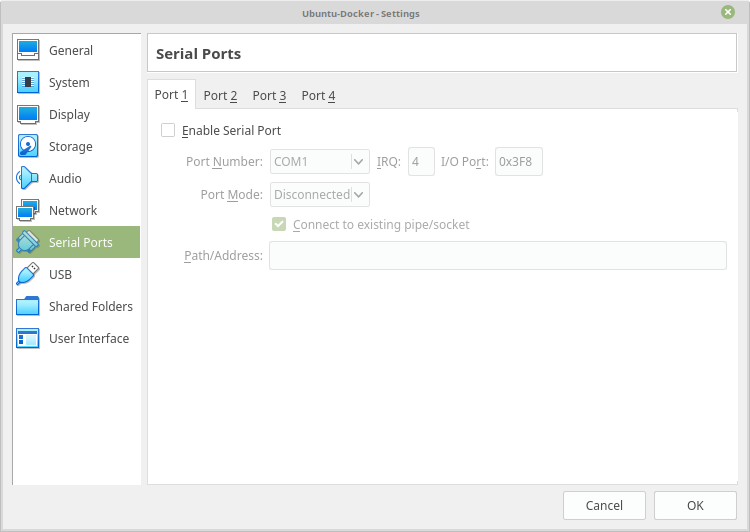 Ubuntu-Docker - Settings
General
System
Display
Storage
Audio
Network
Serial Ports
USB
Shared Folders
User Interface
Serial Ports
Port 1 Port 2 Port 3 Port 4
Enable Serial Port
Port Number: COM1 IRQ: 4 I/O Port: 0x3F8
Port Mode: Disconnected
Connect to existing pipe/socket
Path/Address:
Cancel OK